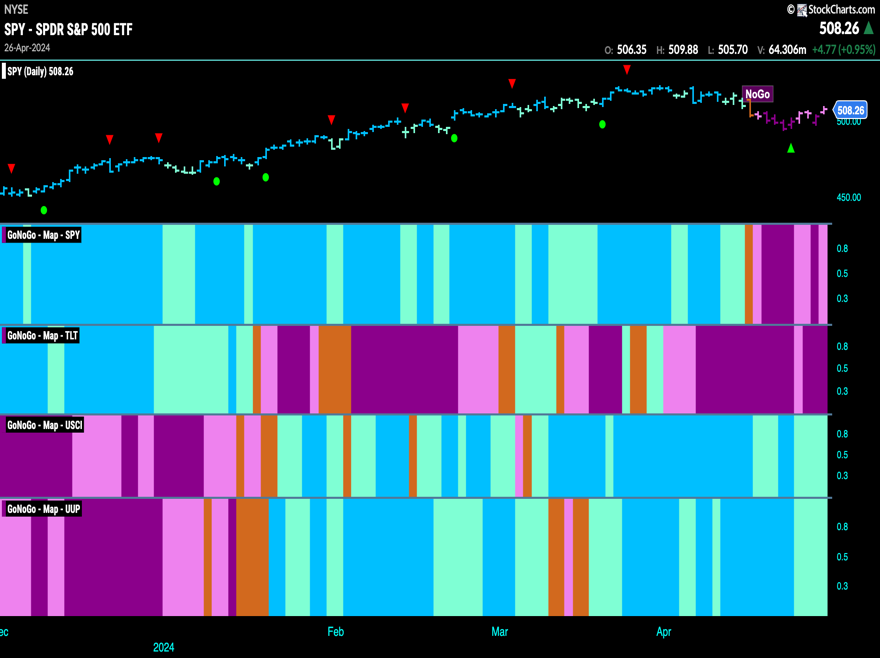 NYSE
© StockCharts.com
SPY - SPDR S&P 500 ETF
508.26
26-Apr-2024
O: 506.35 H: 509.88 L: 505.70 V: 64.306m +4.77 (+0.95%)
SPY (Daily) 508.26
NoGo
508.26
500.00
450.00
GoNoGo - Map - SPY
0.8
0.5
0.3
GoNoGo - Map - TLT
0.8
0.5
0.3
GoNoGo - Map - USCI
0.8
0.5
0.3
GoNoGo - Map - UUP
0.8
0.5
0.3
ec Feb Mar Apr
2024